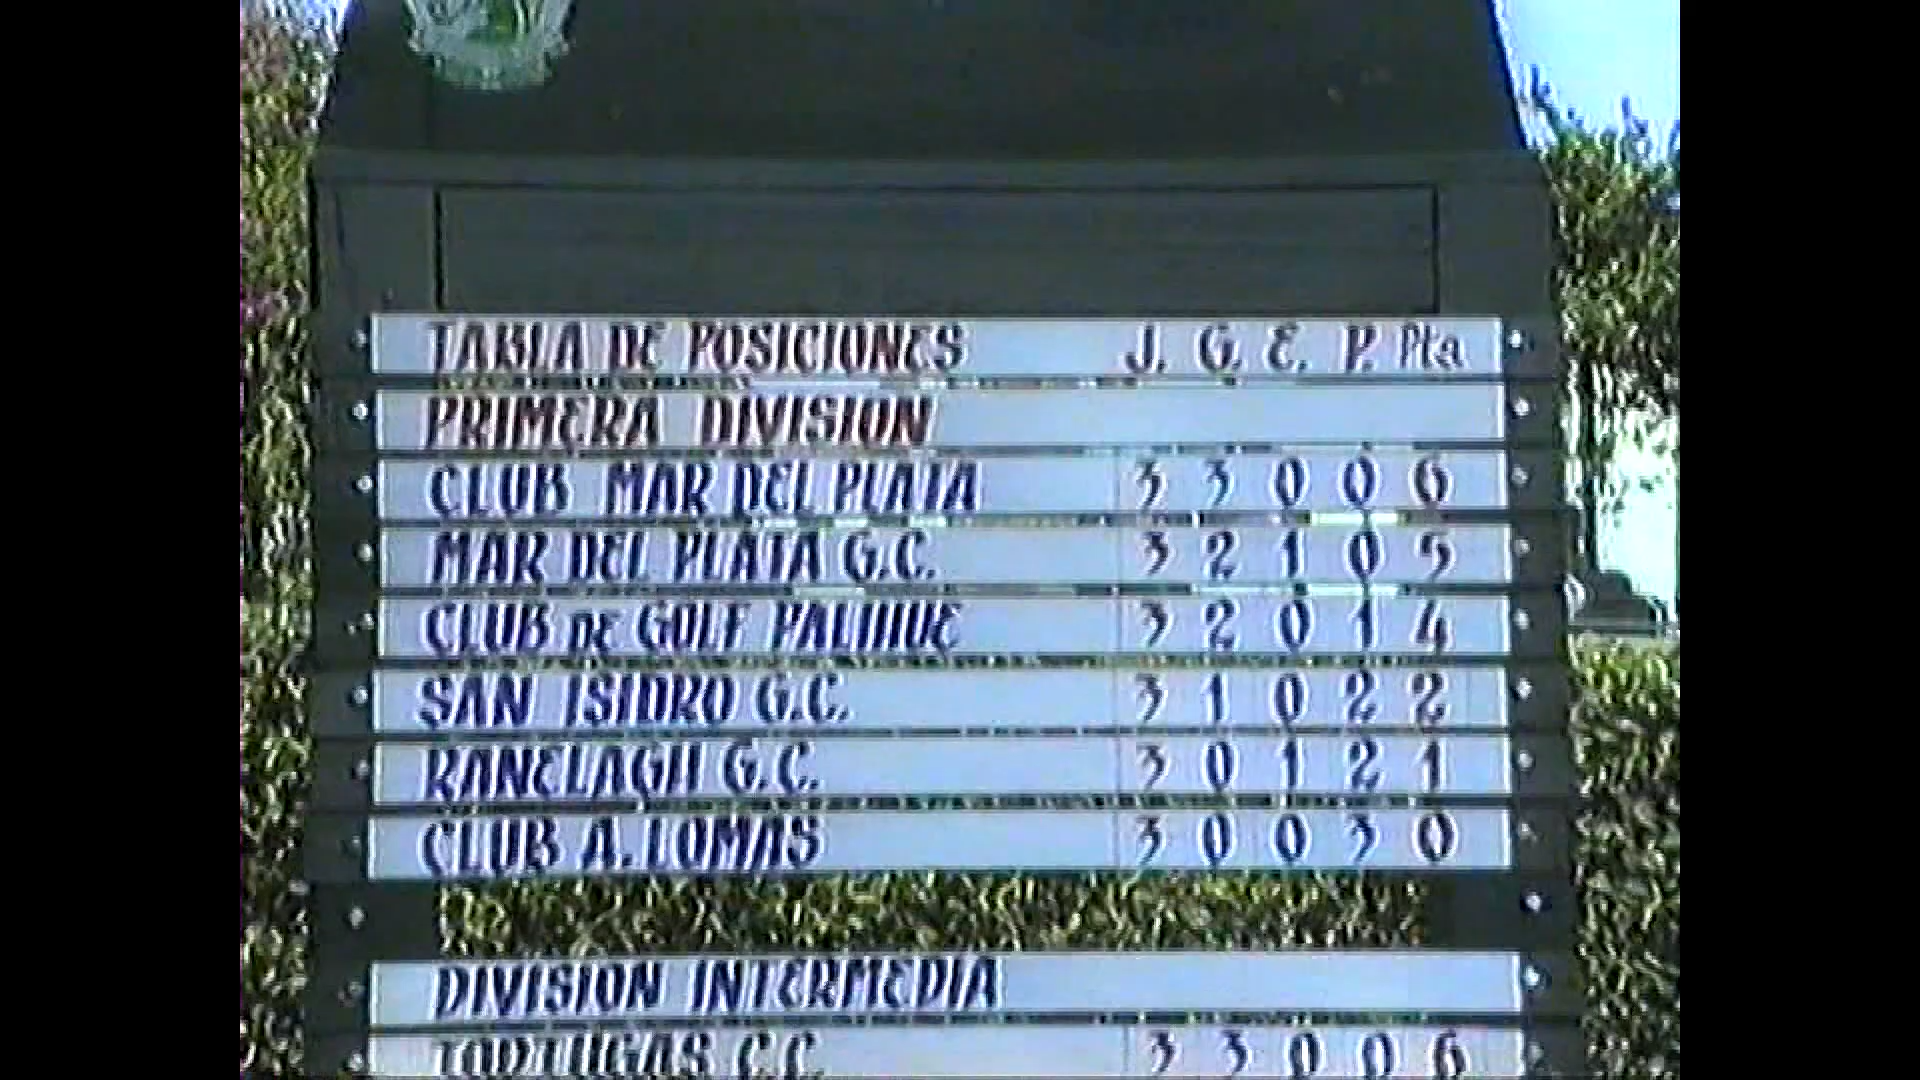 TABLA DE POSICIONES J. G. E. P. Pts
PRIMERA DIVISION
CLUB MAR DEL PLATA 3 3 0 0 6
MAR DEL PLATA G.C. 3 2 1 0 5
CLUB DE GOLF PALIHUE 3 2 0 1 4
SAN ISIDRO G.C. 3 1 0 2 2
RANELAGH G.C. 3 0 1 2 1
CLUB A. LOMAS 3 0 0 3 0
DIVISION INTERMEDIA
TORTUGAS C.C. 3 3 0 0 6